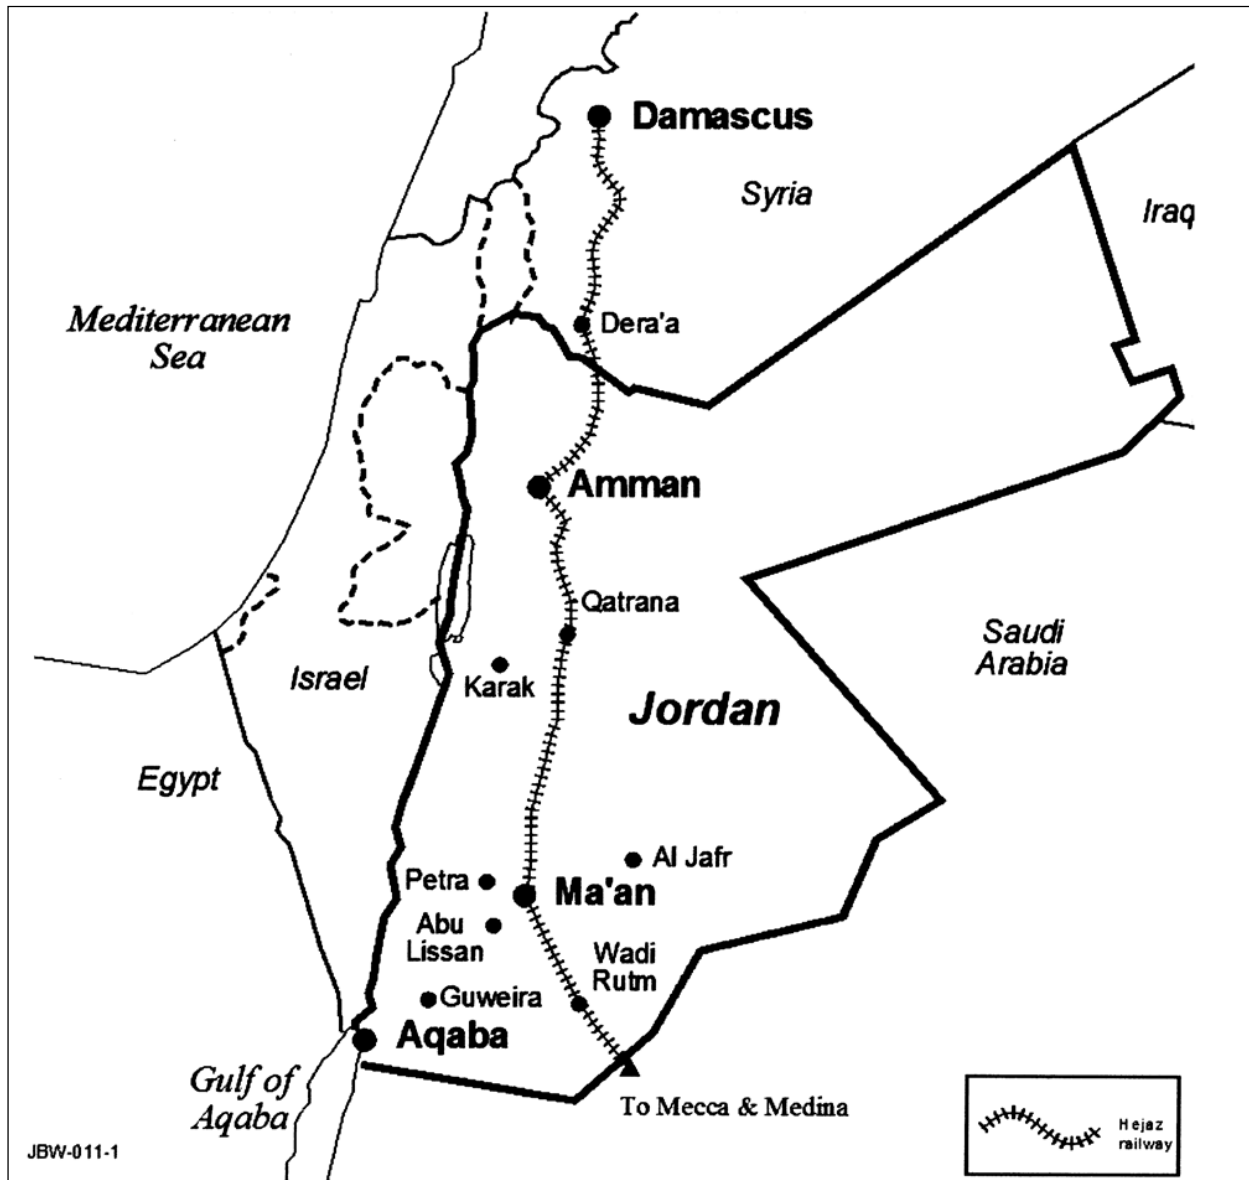 Damascus
Syria
Iraq
Mediterranean
Sea
Dera'a
Amman
Qatrana
Saudi
Arabia
Israel
Karak
Jordan
Egypt
Al Jafr
Petra
Ma'an
Abu
Lissan
Wadi
Rutm
Guweira
Aqaba
Gulf of
Aqaba
To Mecca & Medina
Hejaz
railway
JBW-011-1